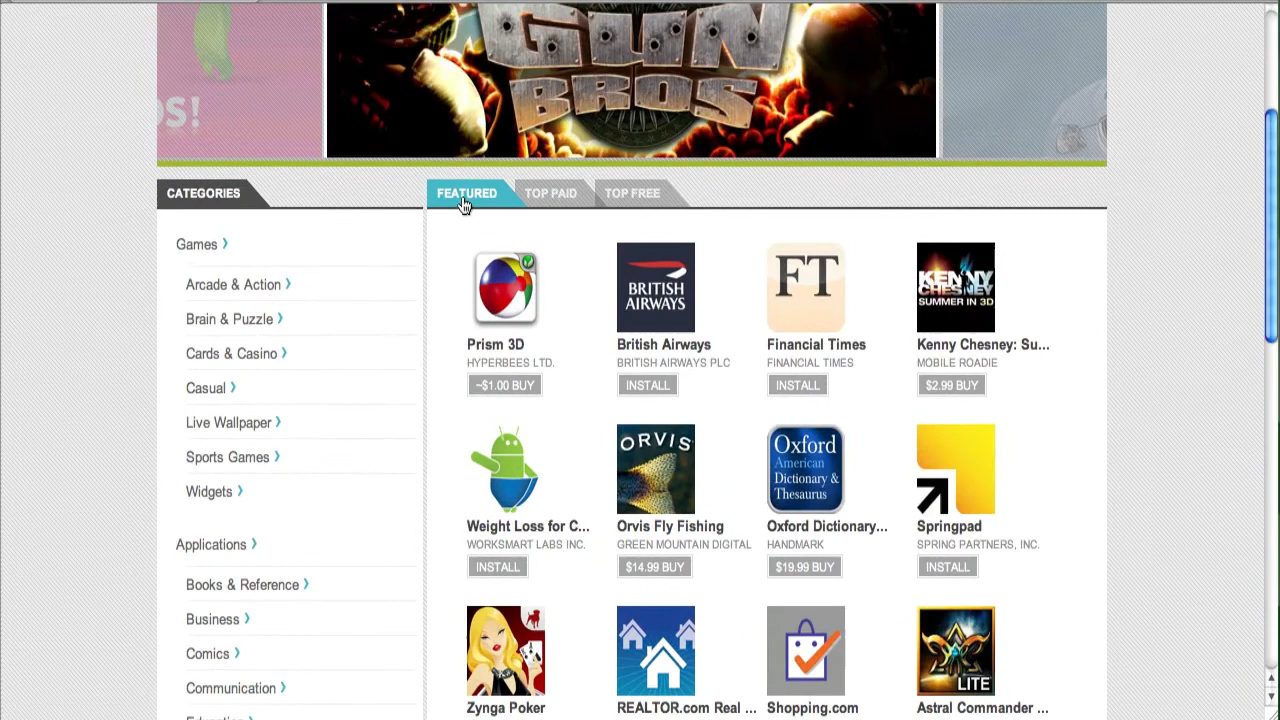 OS!
GUN
BROS
CATEGORIES
FEATURED
TOP PAID
TOP FREE
Games
Arcade & Action
Brain & Puzzle
Cards & Casino
Casual
Live Wallpaper
Sports Games
Widgets
Applications
Books & Reference
Business
Comics
Communication
Prism 3D
HYPERBEES LTD.
~$1.00 BUY
BRITISH
AIRWAYS
British Airways
BRITISH AIRWAYS PLC
INSTALL
FT
Financial Times
FINANCIAL TIMES
INSTALL
KENNY
CHESNEY
SUMMER IN 3D
Kenny Chesney: Su...
MOBILE ROADIE
$2.99 BUY
Weight Loss for C...
WORKSMART LABS INC.
INSTALL
ORVIS
Orvis Fly Fishing
GREEN MOUNTAIN DIGITAL
$14.99 BUY
Oxford
American
Dictionary &
Thesaurus
Oxford Dictionary...
HANDMARK
$19.99 BUY
Springpad
SPRING PARTNERS, INC.
INSTALL
Zynga Poker
REALTOR.com Real ...
Shopping.com
LITE
Astral Commander ...